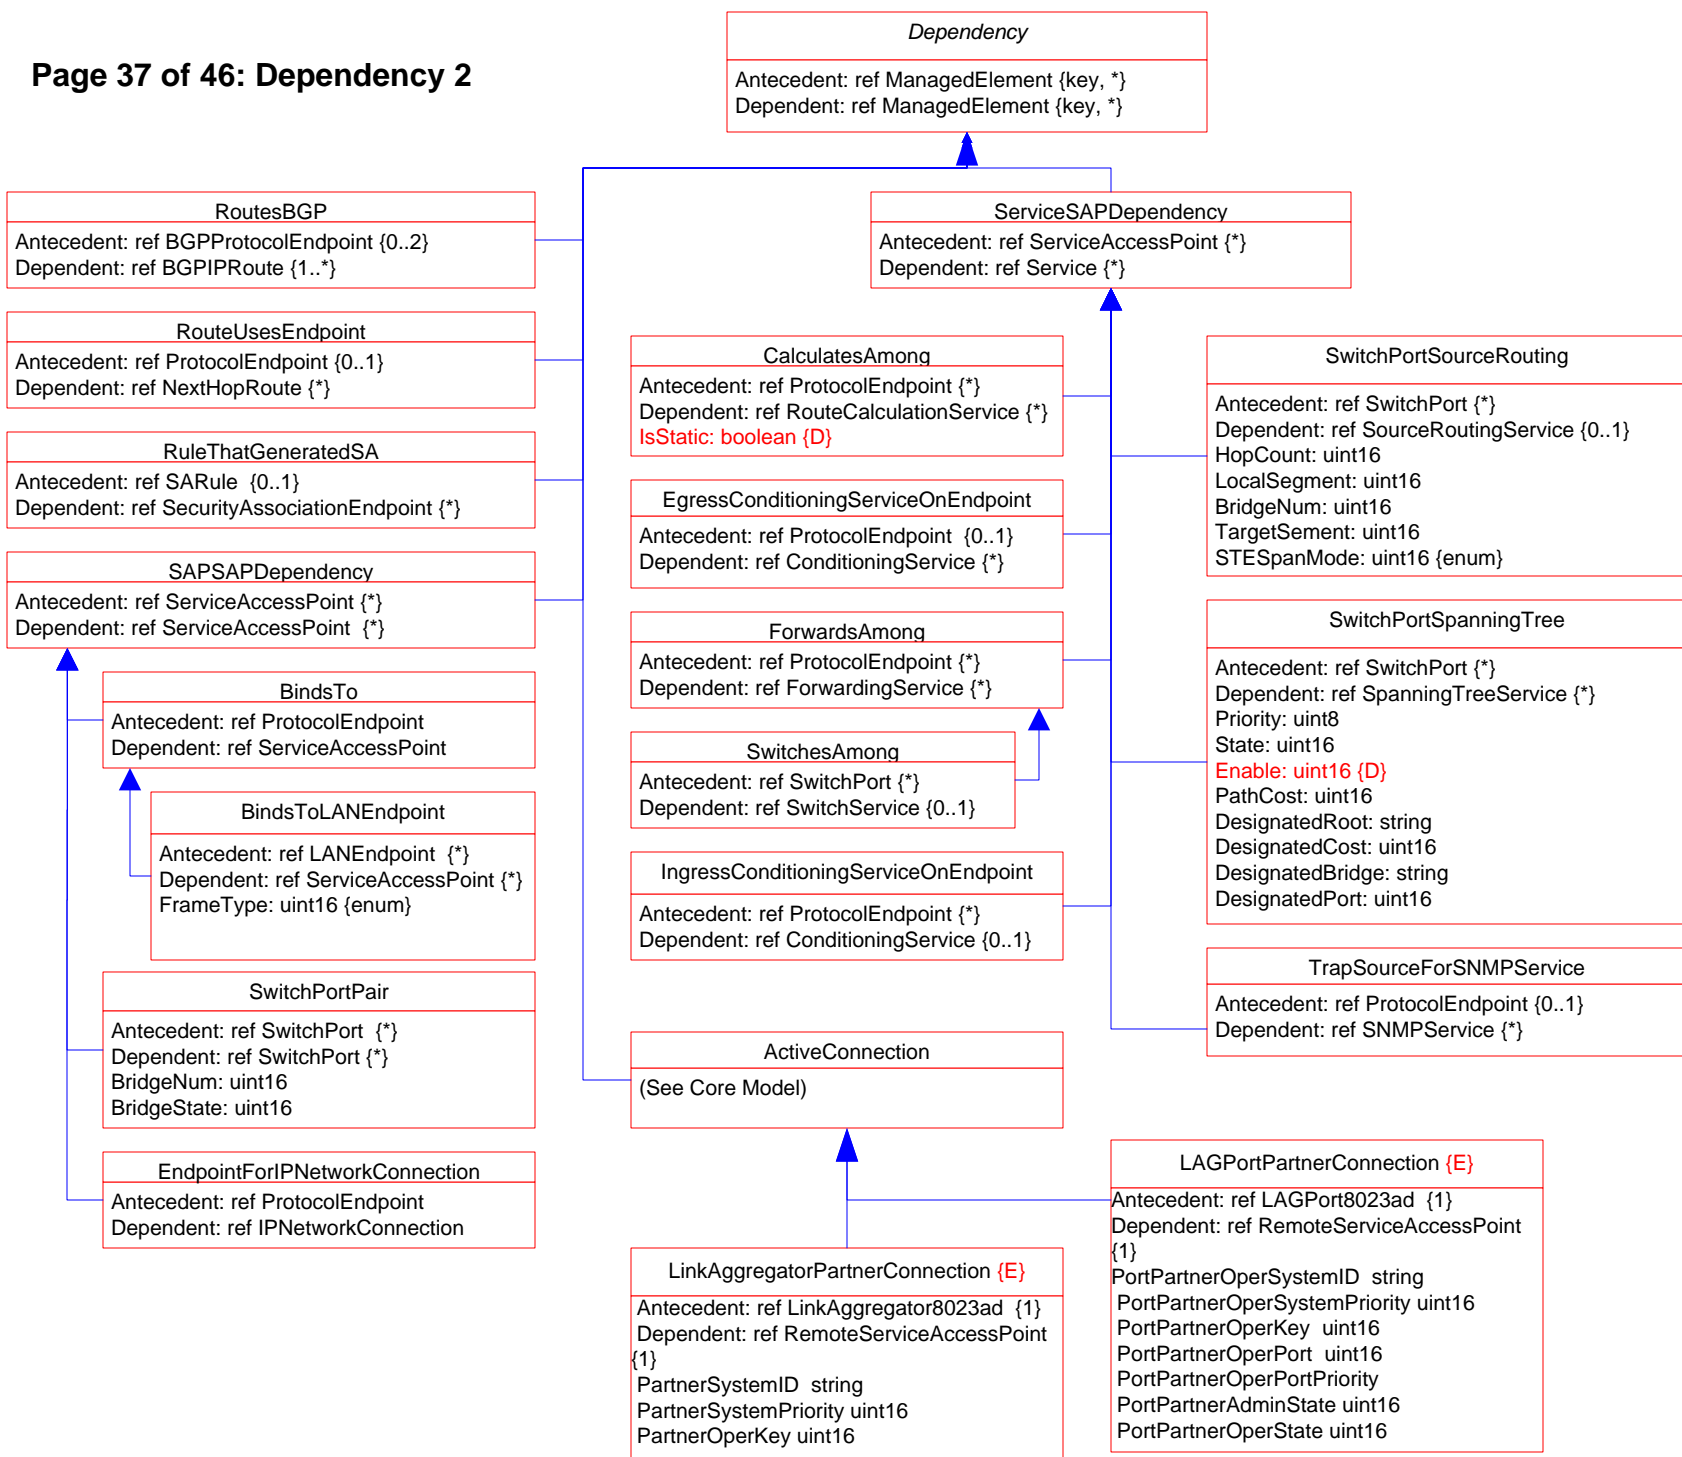 Page 37 of 46: Dependency 2
Dependency
Antecedent: ref ManagedElement {key, *}
Dependent: ref ManagedElement {key, *}
RoutesBGP
Antecedent: ref BGPProtocolEndpoint {0..2}
Dependent: ref BGPIPRoute {1..*}
RouteUsesEndpoint
Antecedent: ref ProtocolEndpoint {0..1}
Dependent: ref NextHopRoute {*}
RuleThatGeneratedSA
Antecedent: ref SARule  {0..1}
Dependent: ref SecurityAssociationEndpoint {*}
SAPSAPDependency
Antecedent: ref ServiceAccessPoint {*}
Dependent: ref ServiceAccessPoint  {*}
BindsTo
Antecedent: ref ProtocolEndpoint
Dependent: ref ServiceAccessPoint
BindsToLANEndpoint
Antecedent: ref LANEndpoint  {*}
Dependent: ref ServiceAccessPoint {*}
FrameType: uint16 {enum}
SwitchPortPair
Antecedent: ref SwitchPort  {*}
Dependent: ref SwitchPort {*}
BridgeNum: uint16
BridgeState: uint16
EndpointForIPNetworkConnection
Antecedent: ref ProtocolEndpoint
Dependent: ref IPNetworkConnection
ServiceSAPDependency
Antecedent: ref ServiceAccessPoint {*}
Dependent: ref Service {*}
CalculatesAmong
Antecedent: ref ProtocolEndpoint {*}
Dependent: ref RouteCalculationService {*}
IsStatic: boolean {D}
EgressConditioningServiceOnEndpoint
Antecedent: ref ProtocolEndpoint  {0..1}
Dependent: ref ConditioningService {*}
ForwardsAmong
Antecedent: ref ProtocolEndpoint {*}
Dependent: ref ForwardingService {*}
SwitchesAmong
Antecedent: ref SwitchPort {*}
Dependent: ref SwitchService {0..1}
IngressConditioningServiceOnEndpoint
Antecedent: ref ProtocolEndpoint {*}
Dependent: ref ConditioningService {0..1}
SwitchPortSourceRouting
Antecedent: ref SwitchPort {*}
Dependent: ref SourceRoutingService {0..1}
HopCount: uint16
LocalSegment: uint16
BridgeNum: uint16
TargetSement: uint16
STESpanMode: uint16 {enum}
SwitchPortSpanningTree
Antecedent: ref SwitchPort {*}
Dependent: ref SpanningTreeService {*}
Priority: uint8
State: uint16
Enable: uint16 {D}
PathCost: uint16
DesignatedRoot: string
DesignatedCost: uint16
DesignatedBridge: string
DesignatedPort: uint16
TrapSourceForSNMPService
Antecedent: ref ProtocolEndpoint {0..1}
Dependent: ref SNMPService {*}
ActiveConnection
(See Core Model)
LinkAggregatorPartnerConnection {E}
Antecedent: ref LinkAggregator8023ad  {1}
Dependent: ref RemoteServiceAccessPoint
{1}
PartnerSystemID  string
PartnerSystemPriority uint16
PartnerOperKey uint16
LAGPortPartnerConnection {E}
Antecedent: ref LAGPort8023ad  {1}
Dependent: ref RemoteServiceAccessPoint
{1}
PortPartnerOperSystemID  string
PortPartnerOperSystemPriority uint16
PortPartnerOperKey  uint16
PortPartnerOperPort  uint16
PortPartnerOperPortPriority
PortPartnerAdminState uint16
PortPartnerOperState uint16